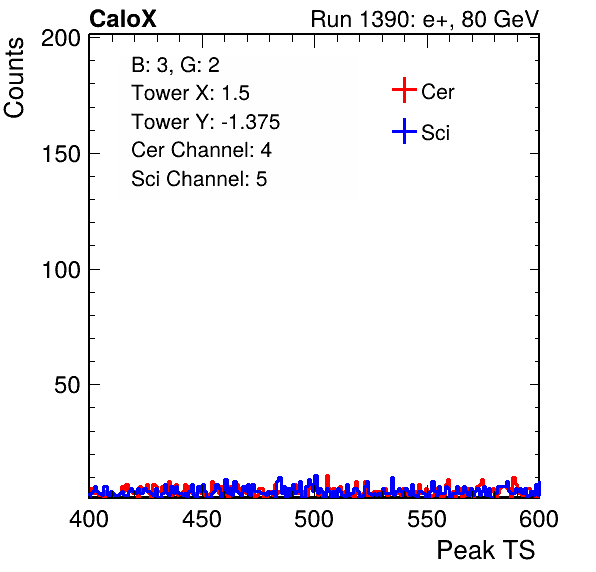 CaloX Run 1390: e+, 80 GeV
Counts
200
150
100
50
B: 3, G: 2
Tower X: 1.5
Tower Y: -1.375
Cer Channel: 4
Sci Channel: 5
Cer
Sci
400 450 500 550 600
Peak TS